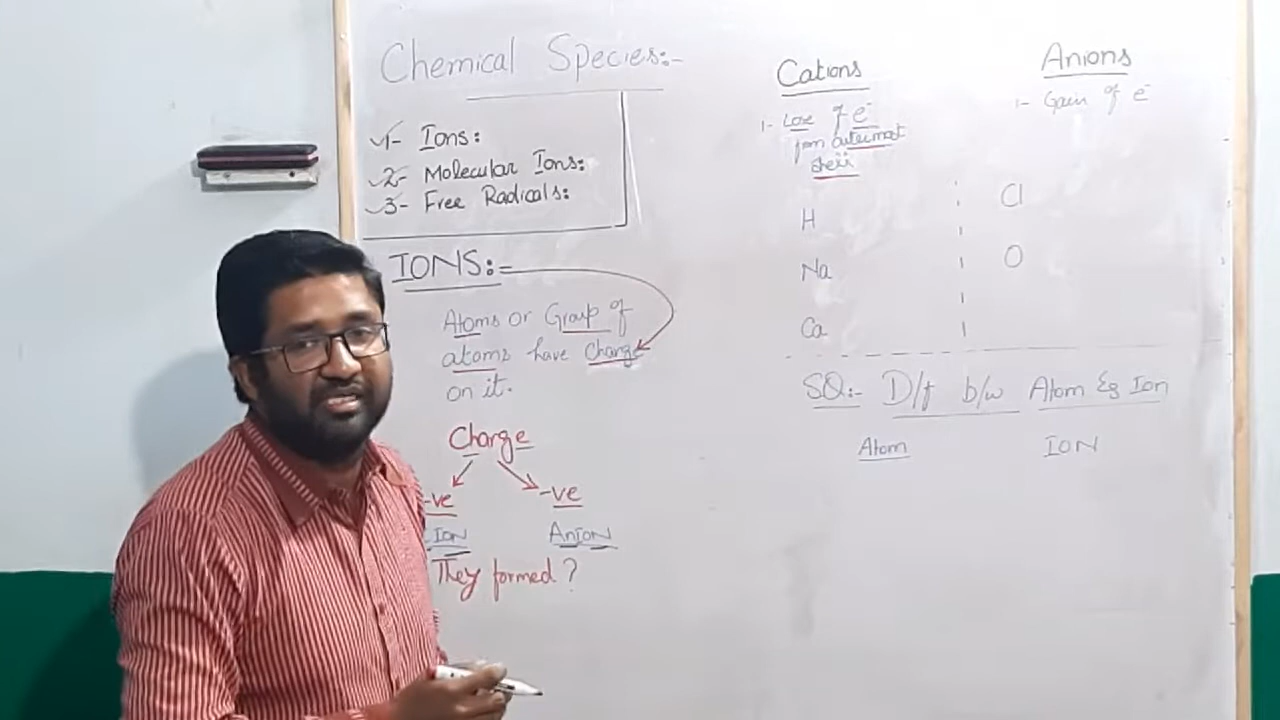 Chemical Species:-
1- Ions:
2- Molecular Ions:
3- Free Radicals:
IONS:-
Atoms or Group of
atoms have Charge
on it.
Charge
-ve -ve
ION Anion
They formed?
Cations
1- Lose of e-
from outermost
shell
H
Na
Ca
Anions
1- Gain of e-
Cl
O
SQ:- D/f b/w Atom & Ion
Atom ION